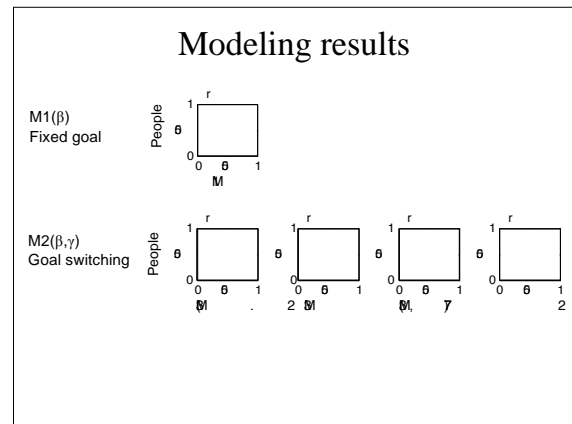 Modeling results
r
M1(β)
Fixed goal
People
1
0
0 1
r r r r
M2(β,γ)
Goal switching
People
1 1 1 1
0 0 0 0
0 1 0 1 0 1 0 1